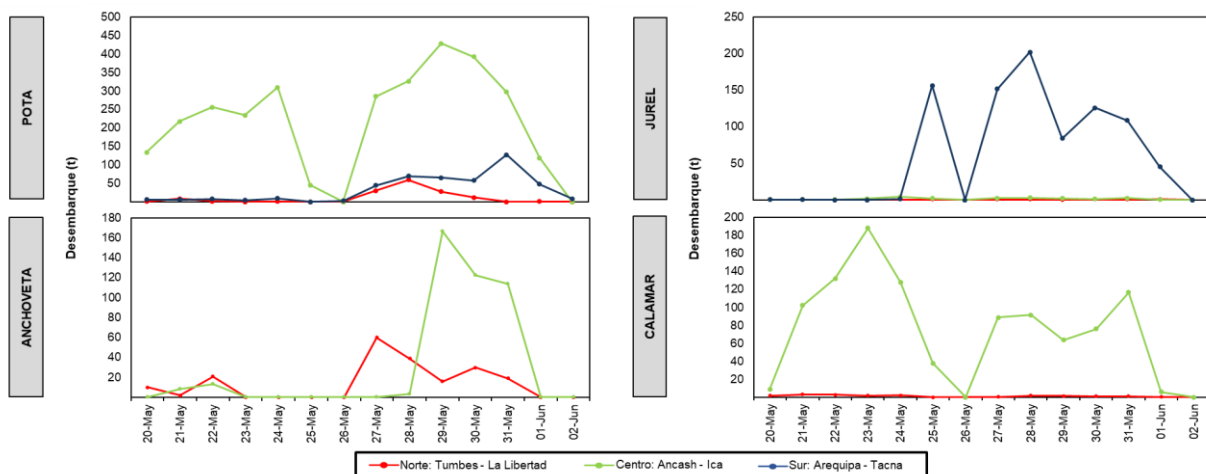 POTA
Desembarque (t)
500
450
400
350
300
250
200
150
100
50
JUREL
Desembarque (t)
250
200
150
100
50
ANCHOVETA
180
160
140
120
100
80
60
40
20
20-May
21-May
22-May
23-May
24-May
25-May
26-May
27-May
28-May
29-May
30-May
31-May
01-Jun
02-Jun
CALAMAR
200
180
160
140
120
100
80
60
40
20
20-May
21-May
22-May
23-May
24-May
25-May
26-May
27-May
28-May
29-May
30-May
31-May
01-Jun
02-Jun
Norte: Tumbes - La Libertad
Centro: Ancash - Ica
Sur: Arequipa - Tacna